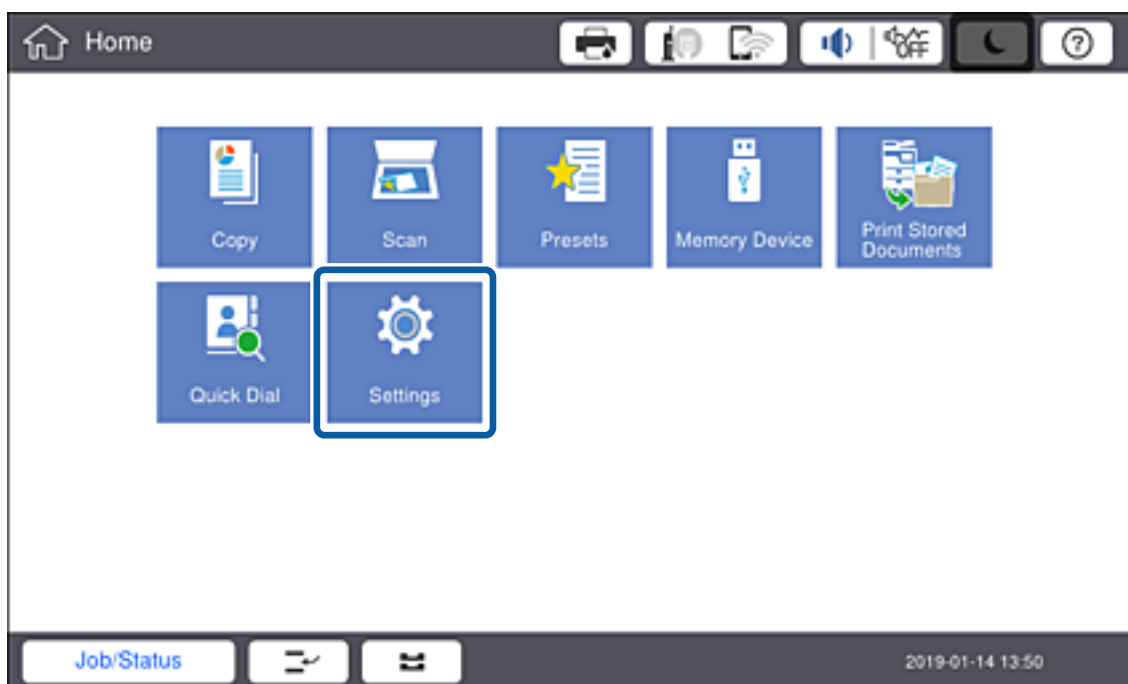 Home
OFF
?
Copy
Scan
Presets
Memory Device
Print Stored
Documents
Quick Dial
Settings
Job/Status
2019-01-14 13:50